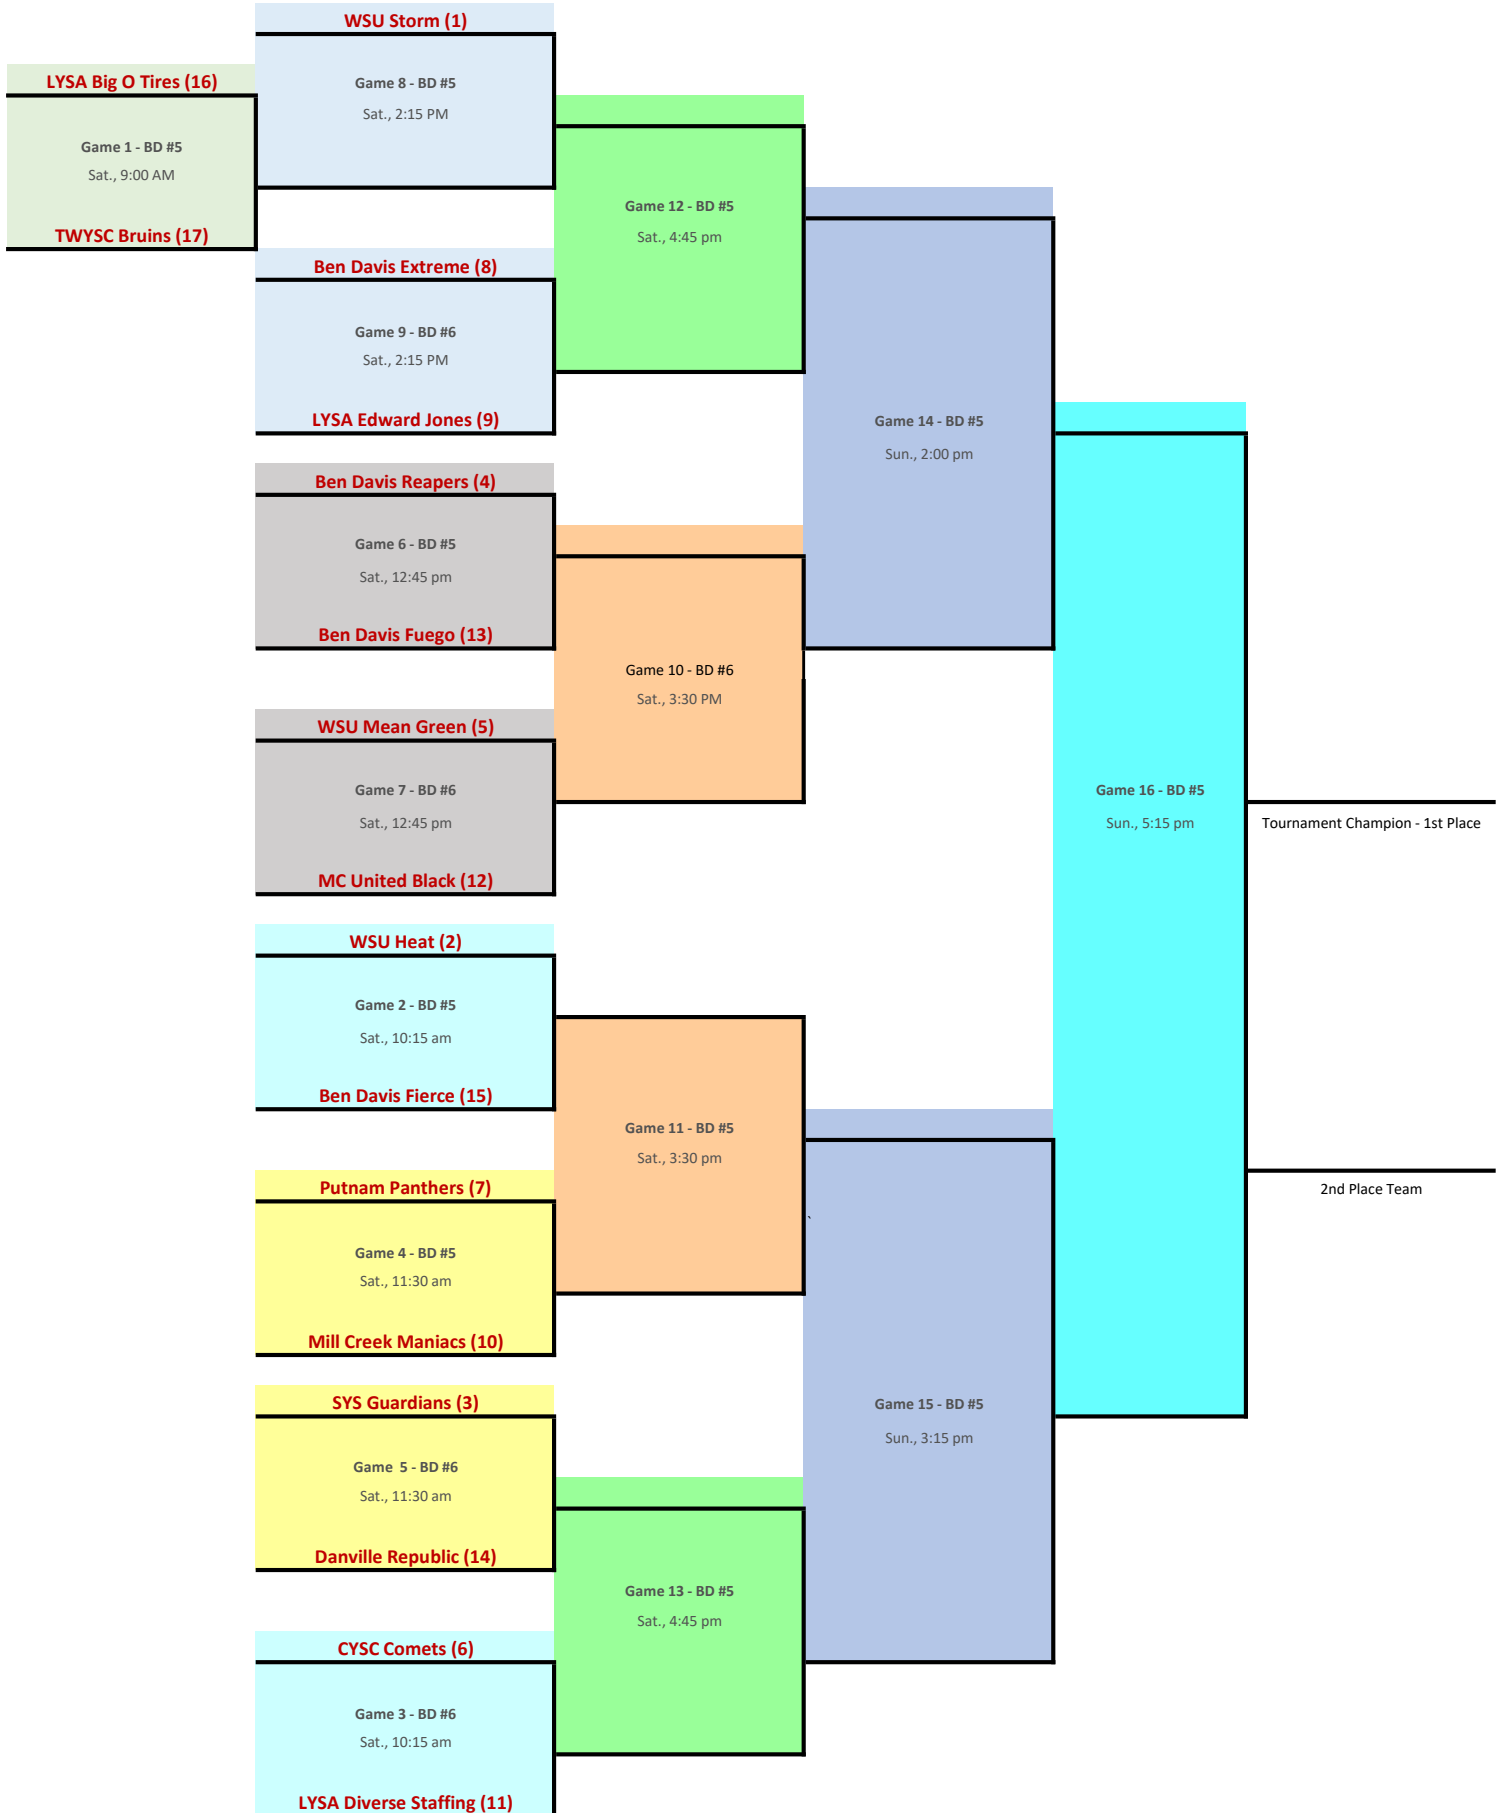 WSU Storm (1)
LYSA Big O Tires (16)
Game 8 - BD #5
Sat., 2:15 PM
Game 1 - BD #5
Sat., 9:00 AM
TWYSC Bruins (17)
Game 12 - BD #5
Sat., 4:45 pm
Ben Davis Extreme (8)
Game 9 - BD #6
Sat., 2:15 PM
LYSA Edward Jones (9)
Game 14 - BD #5
Sun., 2:00 pm
Ben Davis Reapers (4)
Game 6 - BD #5
Sat., 12:45 pm
Ben Davis Fuego (13)
Game 10 - BD #6
Sat., 3:30 PM
WSU Mean Green (5)
Game 7 - BD #6
Sat., 12:45 pm
MC United Black (12)
Game 16 - BD #5
Sun., 5:15 pm
Tournament Champion - 1st Place
WSU Heat (2)
Game 2 - BD #5
Sat., 10:15 am
Ben Davis Fierce (15)
Game 11 - BD #5
Sat., 3:30 pm
Putnam Panthers (7)
2nd Place Team
`
Game 4 - BD #5
Sat., 11:30 am
Mill Creek Maniacs (10)
SYS Guardians (3)
Game 15 - BD #5
Sun., 3:15 pm
Game  5 - BD #6
Sat., 11:30 am
Danville Republic (14)
Game 13 - BD #5
Sat., 4:45 pm
CYSC Comets (6)
Game 3 - BD #6
Sat., 10:15 am
LYSA Diverse Staffing (11)